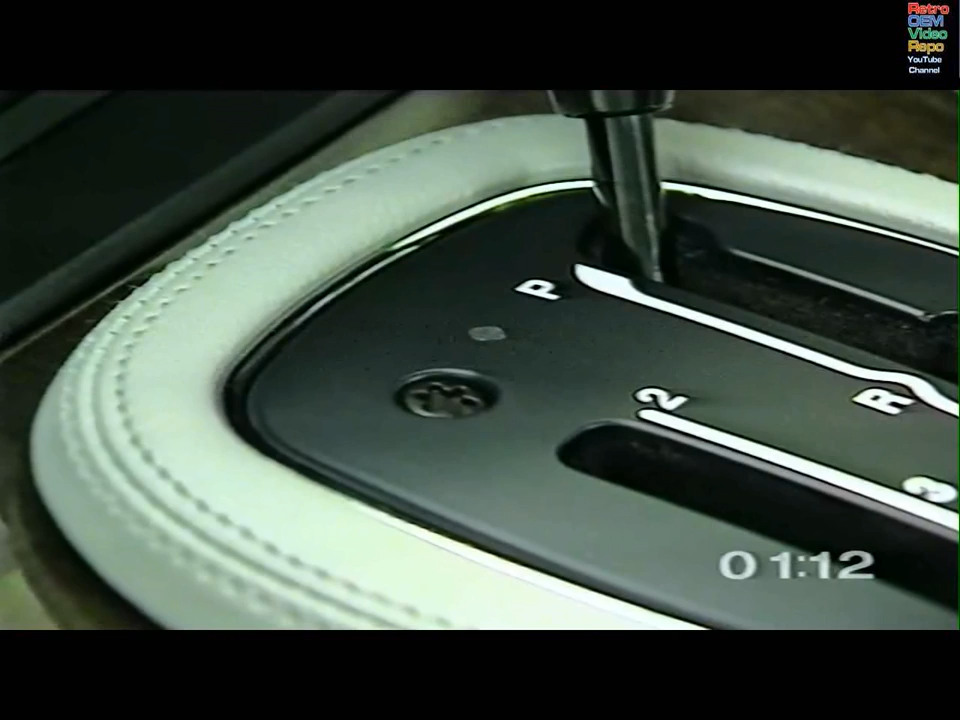 Retro
OEM
Video
Repo
YouTube
Channel
P
2
R
3
01:12